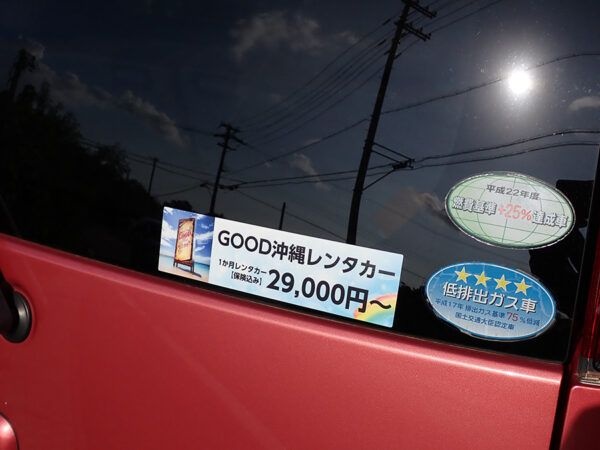 平成22年度
燃費基準+25%達成車
GOOD沖縄レンタカー
1か月レンタカー
【保険込み】
29,000円～
低排出ガス車
平成17年 排出ガス基準 75%低減
国土交通大臣認定車